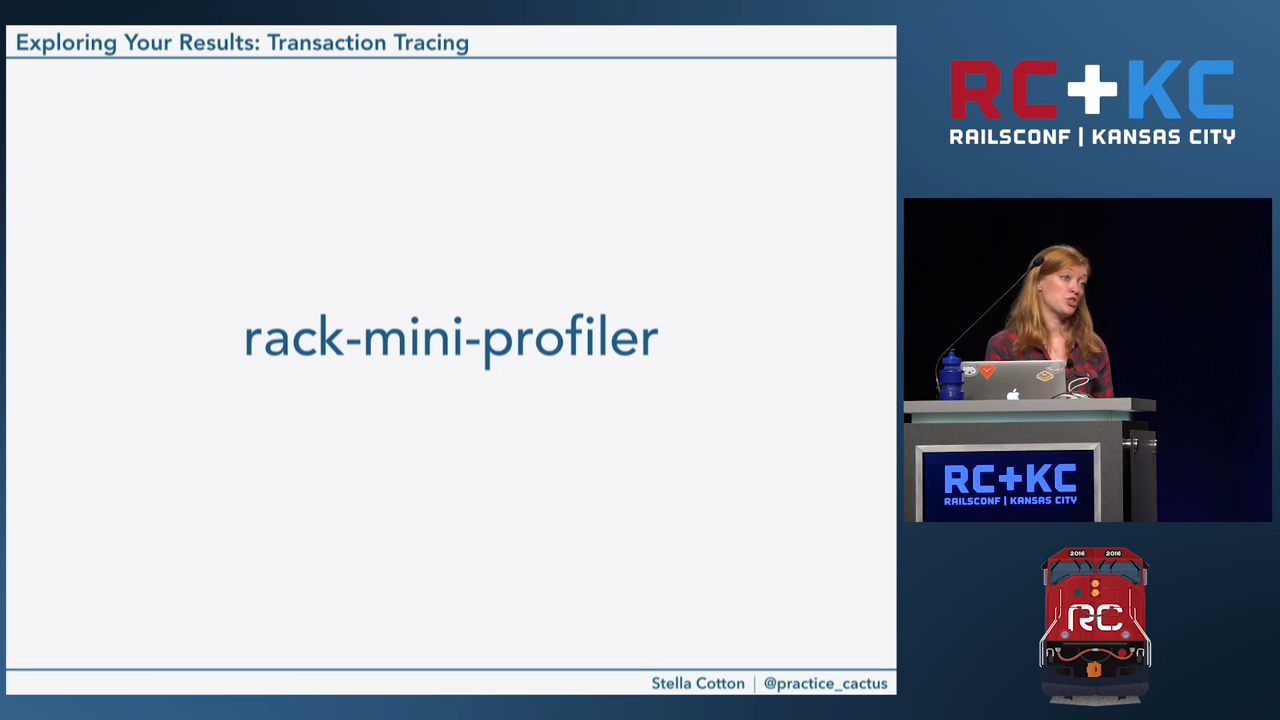 Exploring Your Results: Transaction Tracing
rack-mini-profiler
Stella Cotton | @practice_cactus
RC+KC
RAILSCONF | KANSAS CITY
RC+KC
RAILSCONF | KANSAS CITY
2016 2016
RC